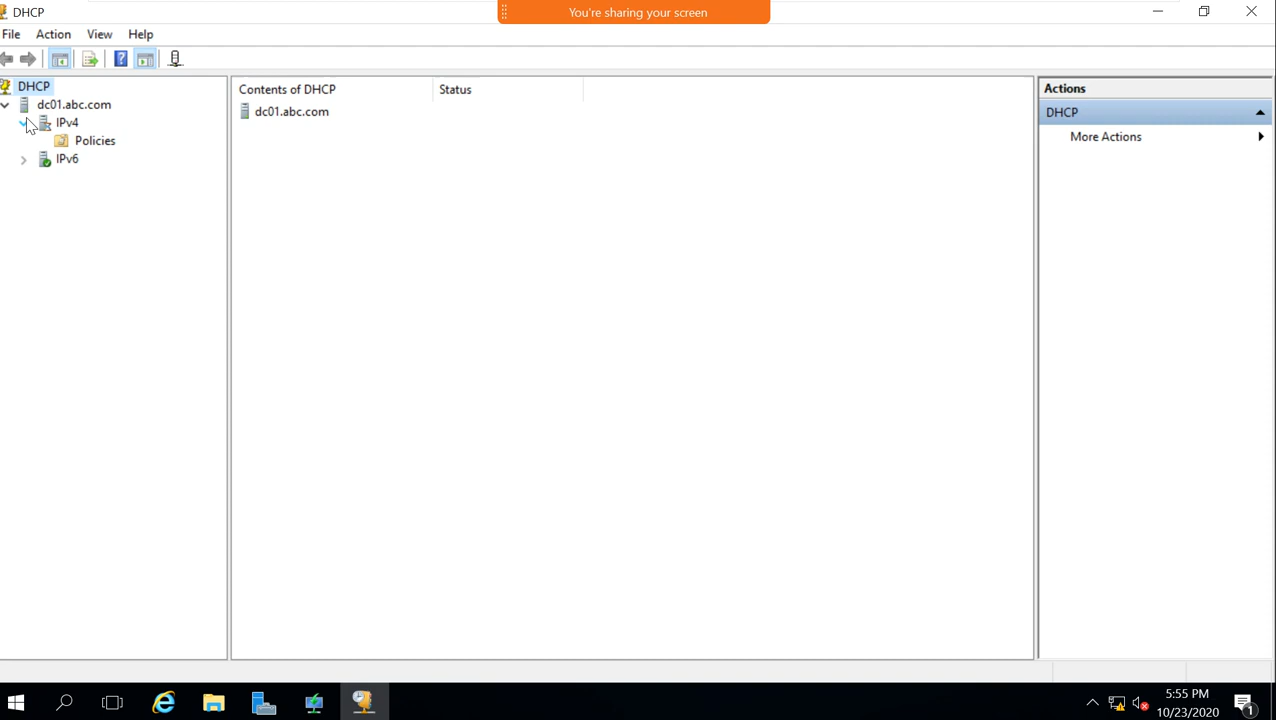 DHCP
You're sharing your screen
File Action View Help
DHCP
dc01.abc.com
IPv4
Policies
IPv6
Contents of DHCP Status
dc01.abc.com
Actions
DHCP
More Actions
5:55 PM
10/23/2020
1